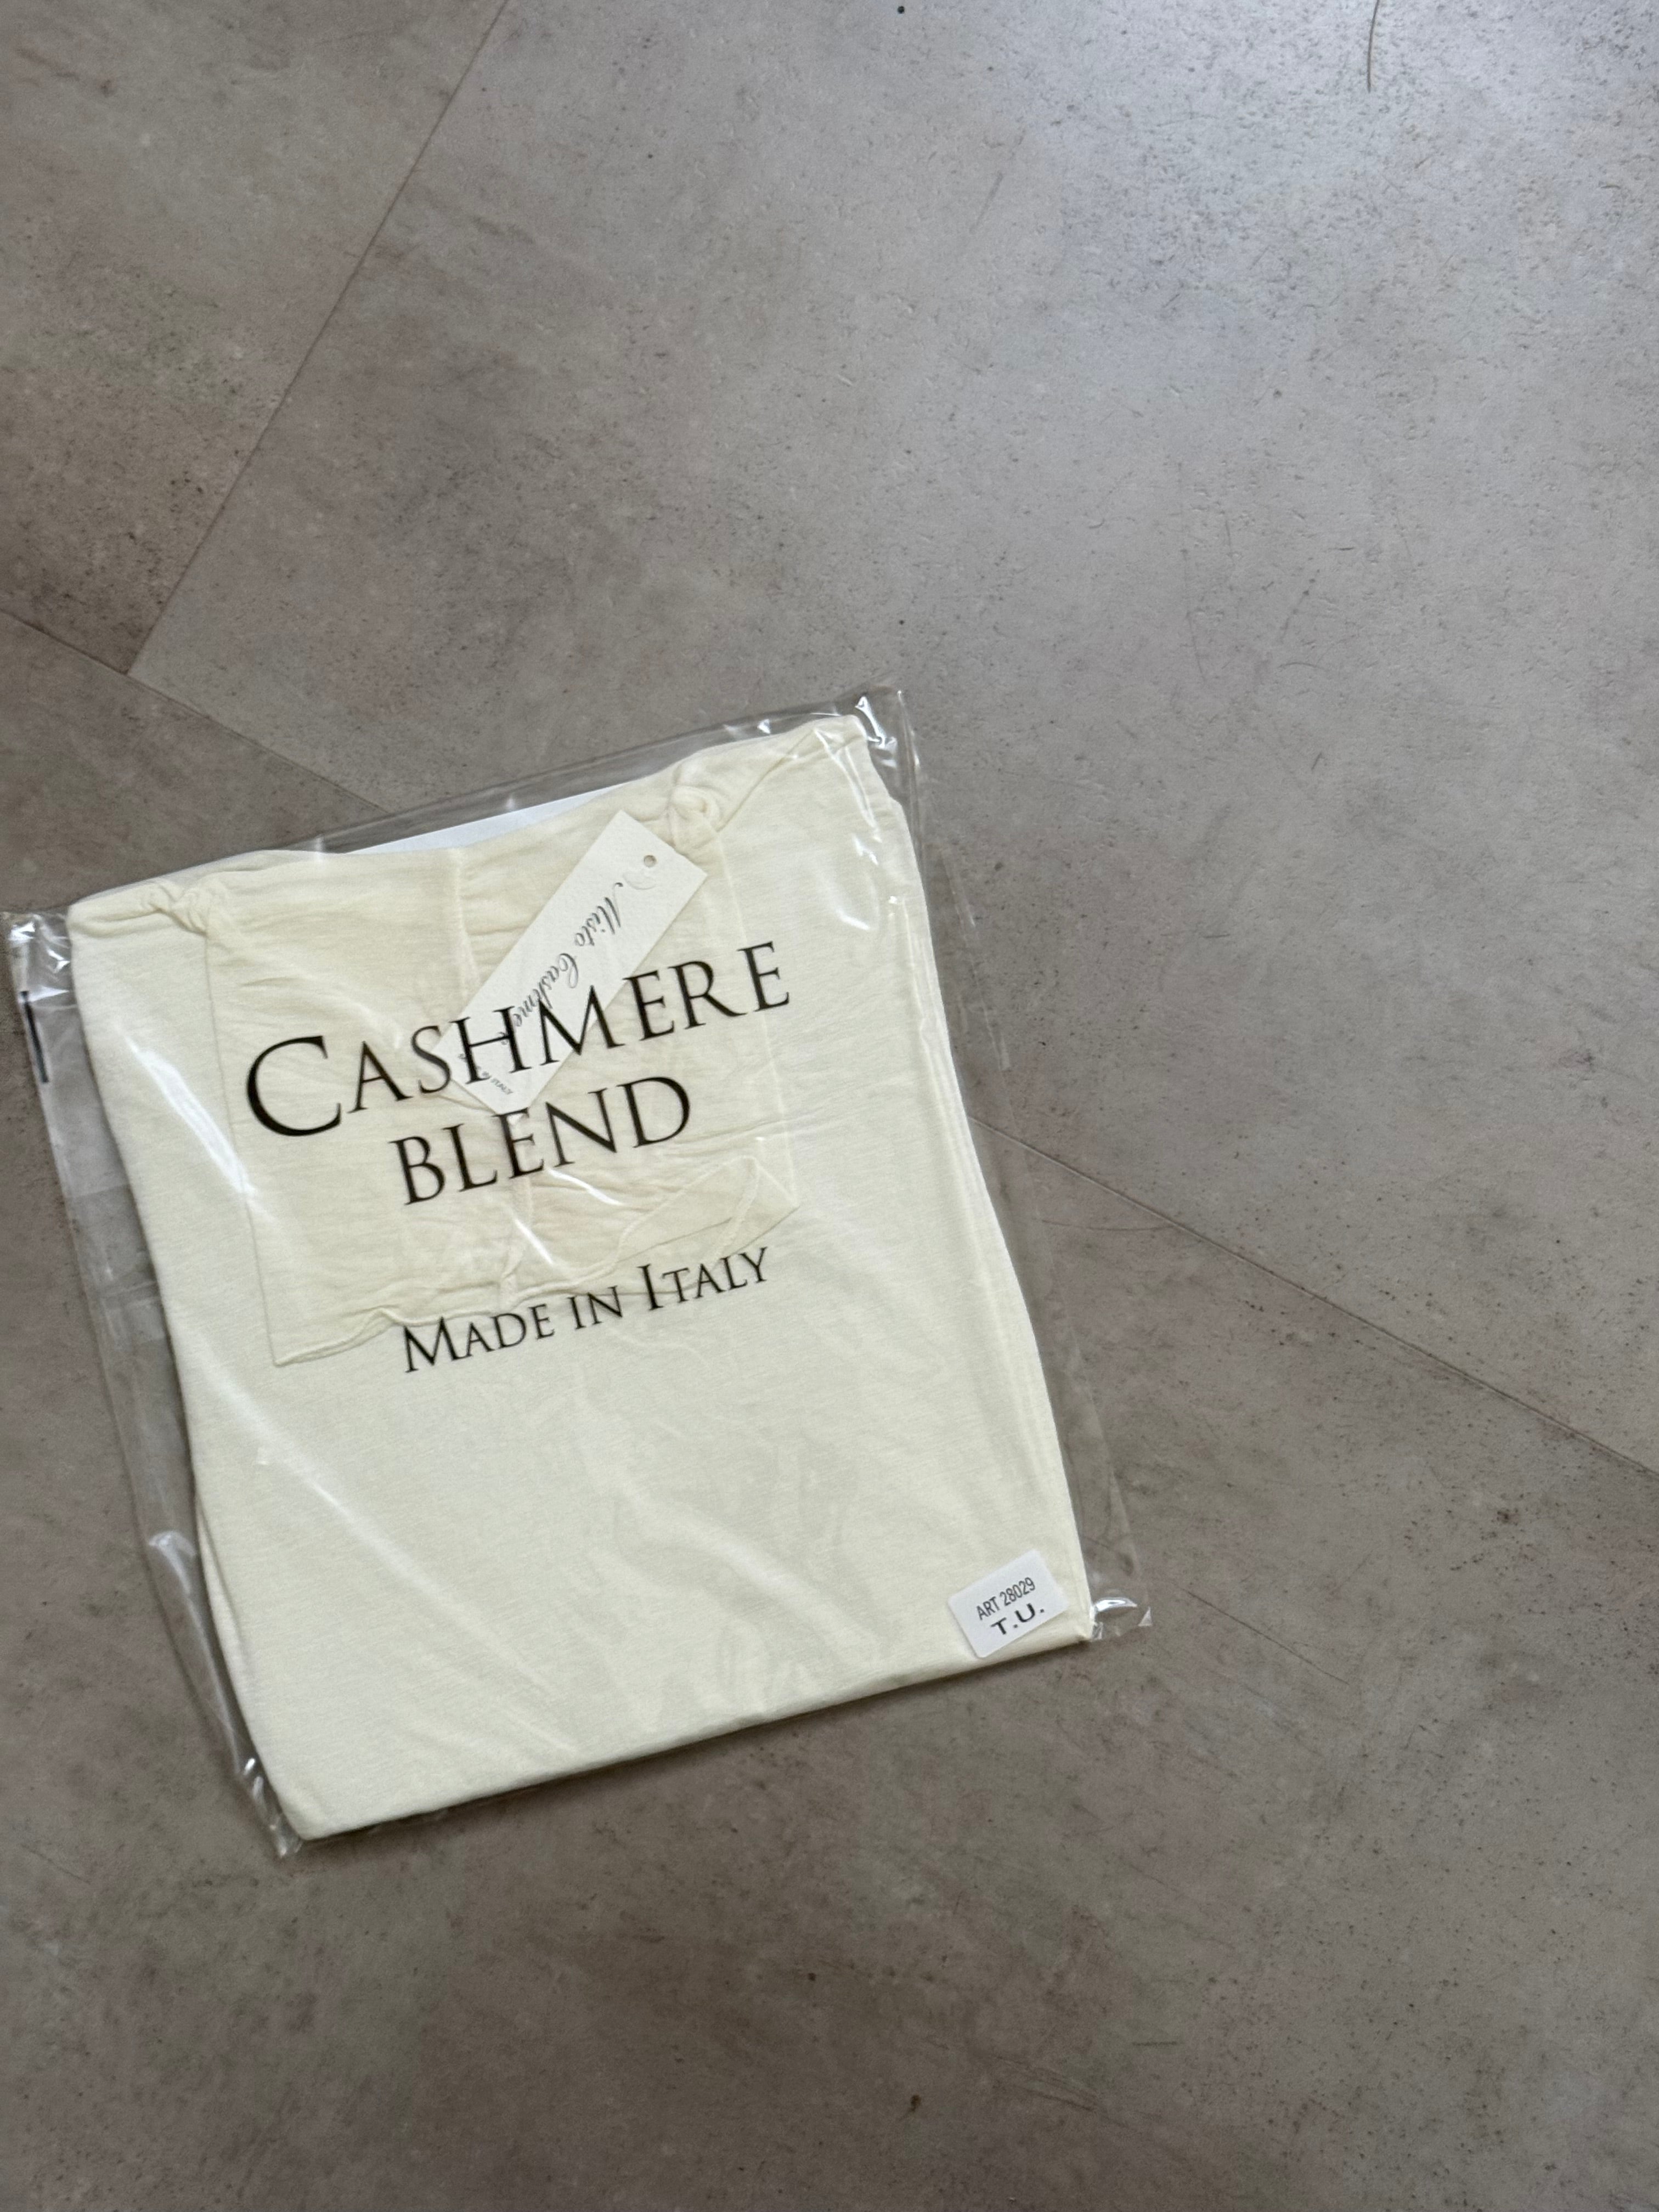 Misto Cashmere
CASHMERE
BLEND
MADE IN ITALY
ART 28029
T.U.